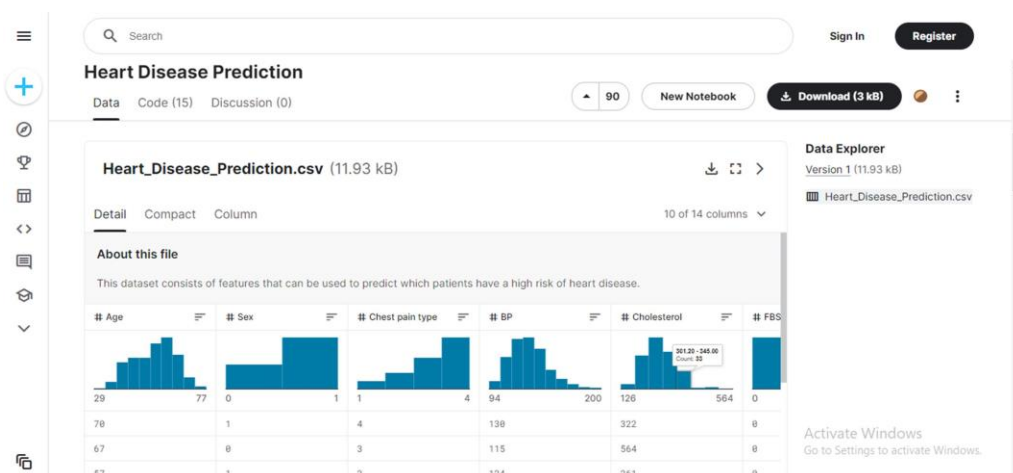 Search
Sign In
Register
Heart Disease Prediction
Data Code (15) Discussion (0)
90
New Notebook
Download (3 kB)
Heart_Disease_Prediction.csv (11.93 kB)
Detail Compact Column
10 of 14 columns
About this file
This dataset consists of features that can be used to predict which patients have a high risk of heart disease.
# Age # Sex # Chest pain type # BP # Cholesterol # FBS
301.20 - 345.00
Count: 33
29 77 0 1 1 4 94 200 126 564 0
70 1 4 130 322 0
67 0 3 115 564 0
Data Explorer
Version 1 (11.93 kB)
Heart_Disease_Prediction.csv
Activate Windows
Go to Settings to activate Windows.